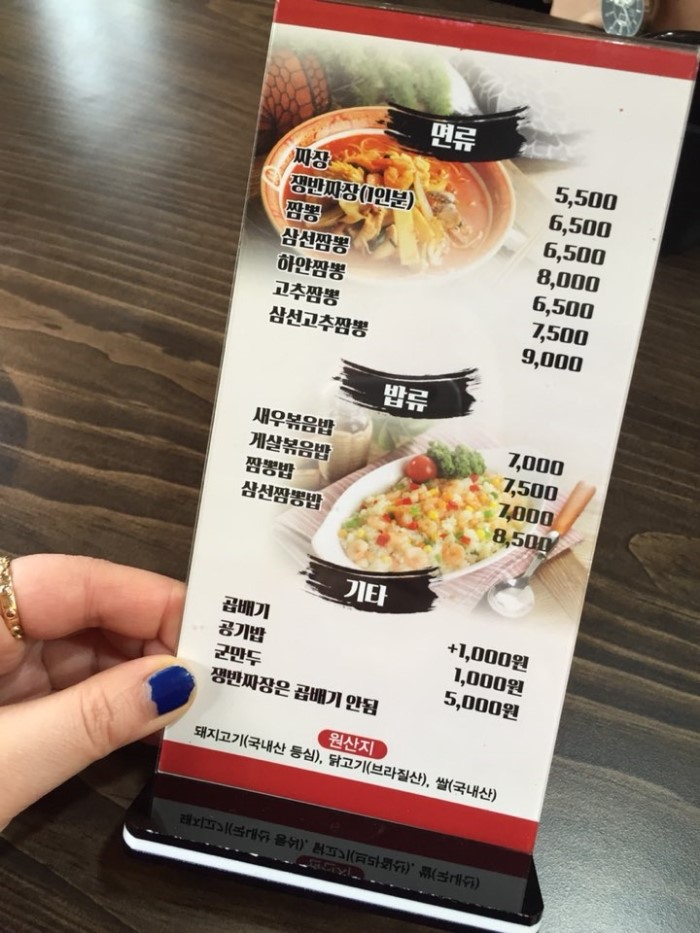 면류
짜장 5,500
쟁반짜장(1인분) 6,500
짬뽕 6,500
삼선짬뽕 8,000
하얀짬뽕 6,500
고추짬뽕 7,500
삼선고추짬뽕 9,000
밥류
새우볶음밥 7,000
게살볶음밥 7,500
짬뽕밥 7,000
삼선짬뽕밥 8,500
기타
곱배기 +1,000원
공기밥 1,000원
군만두 5,000원
쟁반짜장은 곱배기 안됨
원산지
돼지고기(국내산 등심), 닭고기(브라질산), 쌀(국내산)